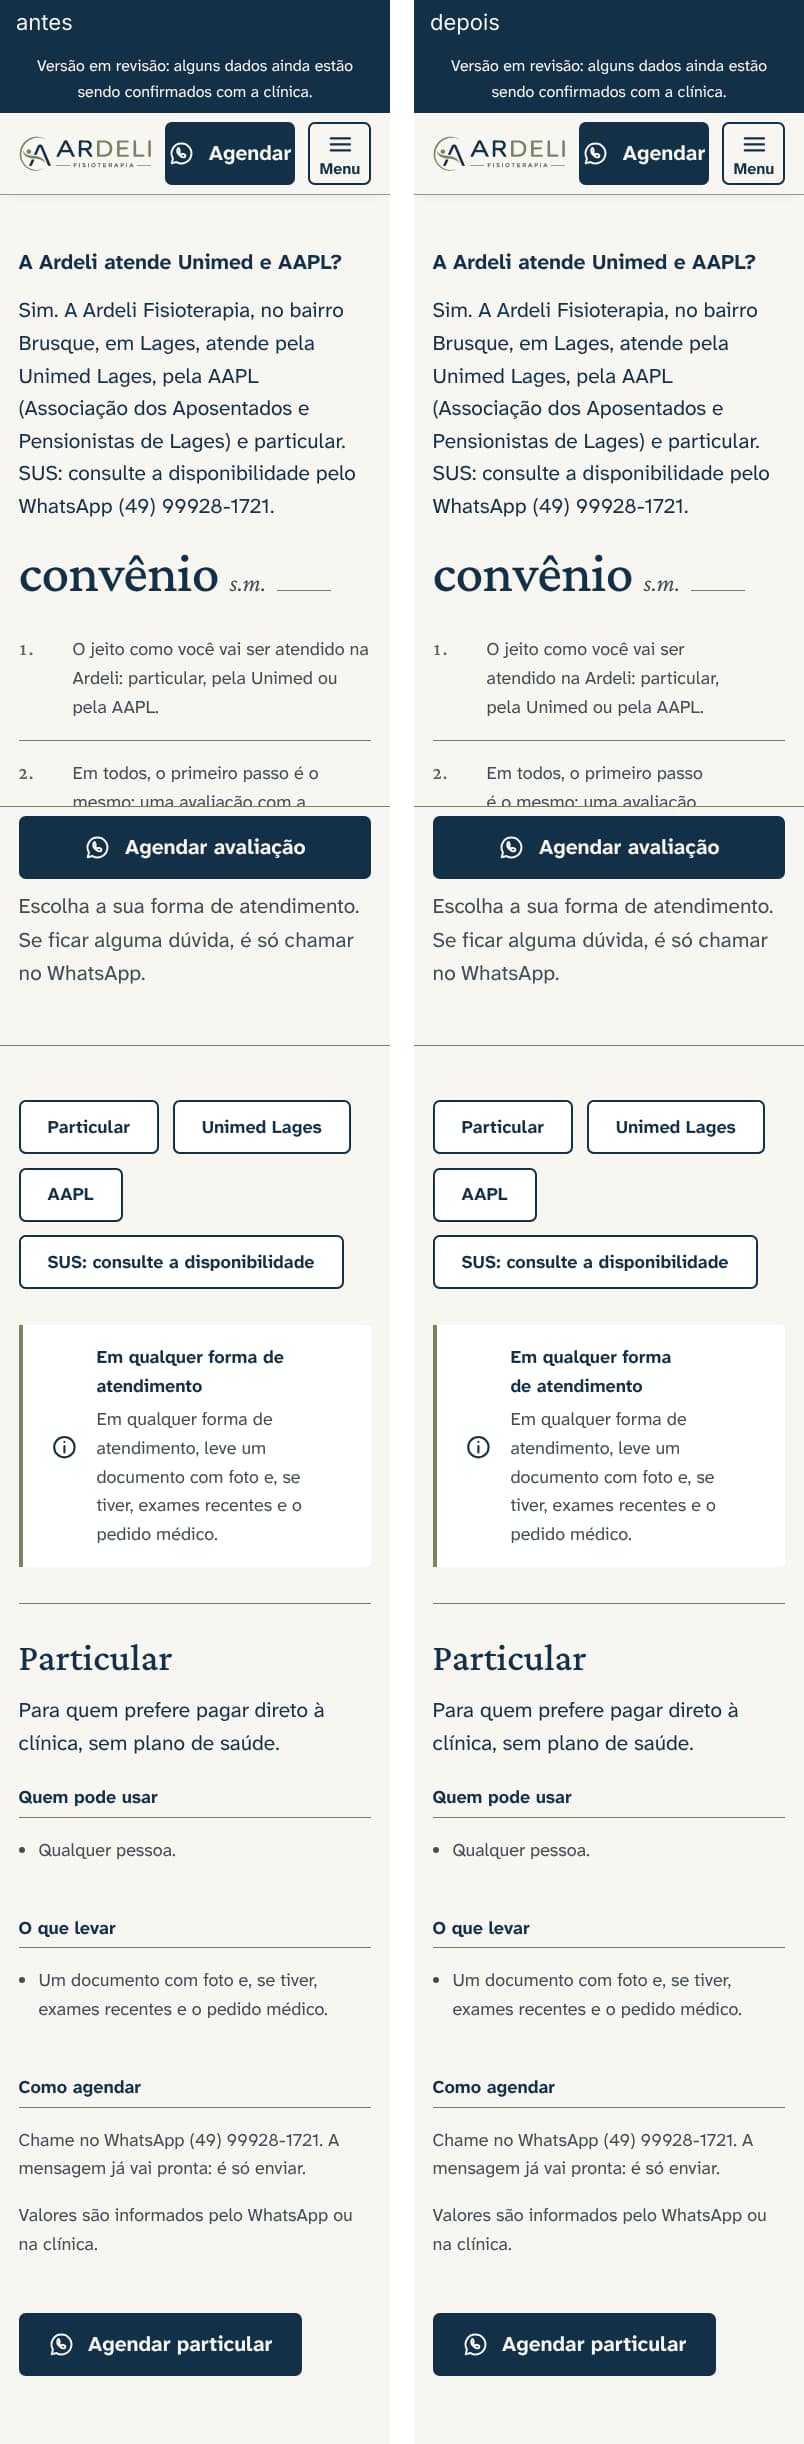 antes
Versão em revisão: alguns dados ainda estão
sendo confirmados com a clínica.
ARDELI
FISIOTERAPIA
Agendar
Menu
A Ardeli atende Unimed e AAPL?
Sim. A Ardeli Fisioterapia, no bairro
Brusque, em Lages, atende pela
Unimed Lages, pela AAPL
(Associação dos Aposentados e
Pensionistas de Lages) e particular.
SUS: consulte a disponibilidade pelo
WhatsApp (49) 99928-1721.
convênio s.m.
1. O jeito como você vai ser atendido na
Ardeli: particular, pela Unimed ou
pela AAPL.
2. Em todos, o primeiro passo é o
mesmo: uma avaliação com a
Agendar avaliação
Escolha a sua forma de atendimento.
Se ficar alguma dúvida, é só chamar
no WhatsApp.
Particular
Unimed Lages
AAPL
SUS: consulte a disponibilidade
Em qualquer forma de
atendimento
Em qualquer forma de
atendimento, leve um
documento com foto e, se
tiver, exames recentes e o
pedido médico.
Particular
Para quem prefere pagar direto à
clínica, sem plano de saúde.
Quem pode usar
• Qualquer pessoa.
O que levar
• Um documento com foto e, se tiver,
exames recentes e o pedido médico.
Como agendar
Chame no WhatsApp (49) 99928-1721. A
mensagem já vai pronta: é só enviar.
Valores são informados pelo WhatsApp ou
na clínica.
Agendar particular
depois
Versão em revisão: alguns dados ainda estão
sendo confirmados com a clínica.
ARDELI
FISIOTERAPIA
Agendar
Menu
A Ardeli atende Unimed e AAPL?
Sim. A Ardeli Fisioterapia, no bairro
Brusque, em Lages, atende pela
Unimed Lages, pela AAPL
(Associação dos Aposentados e
Pensionistas de Lages) e particular.
SUS: consulte a disponibilidade pelo
WhatsApp (49) 99928-1721.
convênio s.m.
1. O jeito como você vai ser
atendido na Ardeli: particular,
pela Unimed ou pela AAPL.
2. Em todos, o primeiro passo
é o mesmo: uma avaliação
Agendar avaliação
Escolha a sua forma de atendimento.
Se ficar alguma dúvida, é só chamar
no WhatsApp.
Particular
Unimed Lages
AAPL
SUS: consulte a disponibilidade
Em qualquer forma
de atendimento
Em qualquer forma de
atendimento, leve um
documento com foto e, se
tiver, exames recentes e o
pedido médico.
Particular
Para quem prefere pagar direto à
clínica, sem plano de saúde.
Quem pode usar
• Qualquer pessoa.
O que levar
• Um documento com foto e, se tiver,
exames recentes e o pedido médico.
Como agendar
Chame no WhatsApp (49) 99928-1721. A
mensagem já vai pronta: é só enviar.
Valores são informados pelo WhatsApp ou
na clínica.
Agendar particular